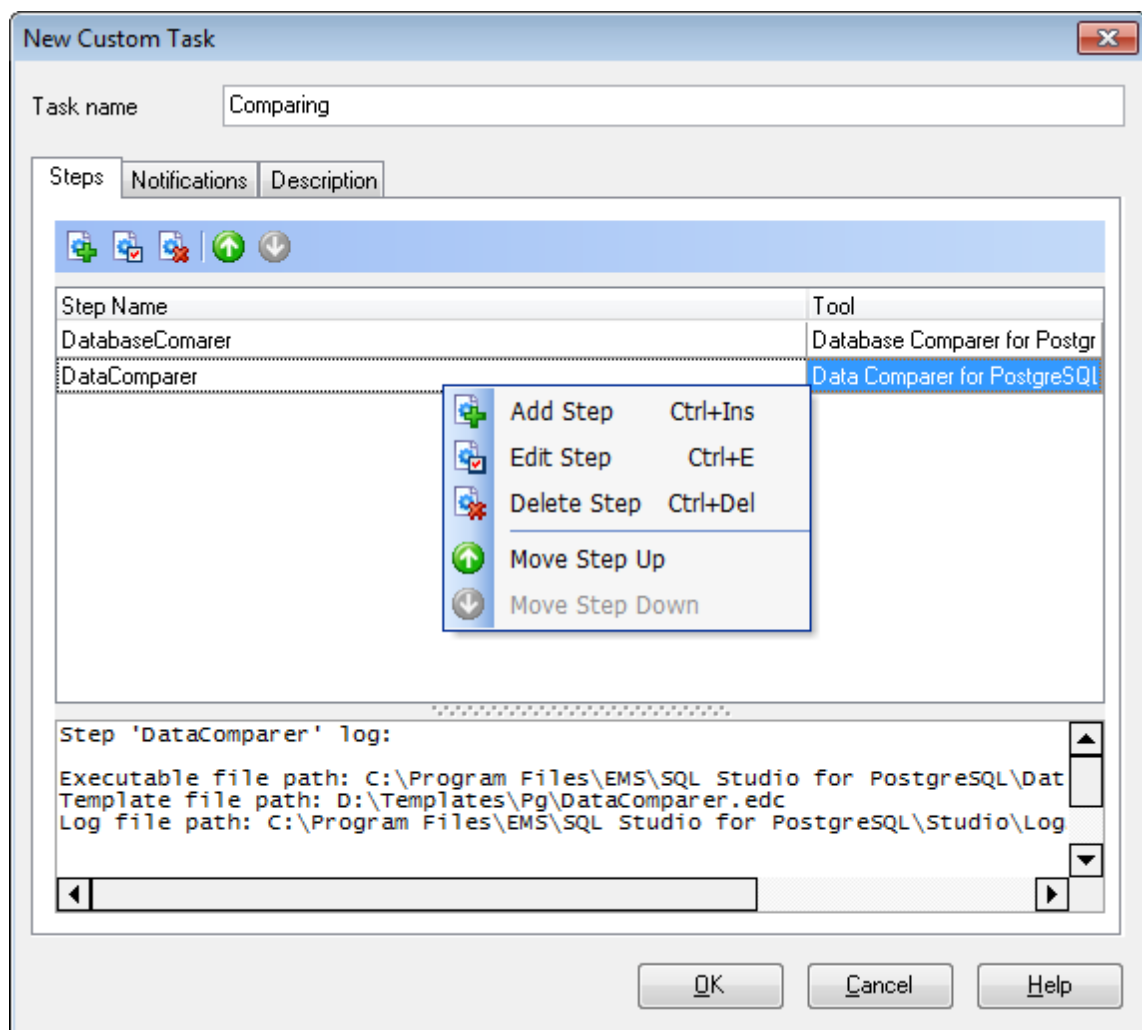 New Custom Task
Task name Comparing
Steps Notifications Description
Step Name Tool
DatabaseComarer Database Comparer for Postgr
DataComparer Data Comparer for PostgreSQL
Add Step Ctrl+Ins
Edit Step Ctrl+E
Delete Step Ctrl+Del
Move Step Up
Move Step Down
Step 'DataComparer' log:
Executable file path: C:\Program Files\EMS\SQL Studio for PostgreSQL\Dat
Template file path: D:\Templates\Pg\DataComparer.edc
Log file path: C:\Program Files\EMS\SQL Studio for PostgreSQL\Studio\Log
OK Cancel Help